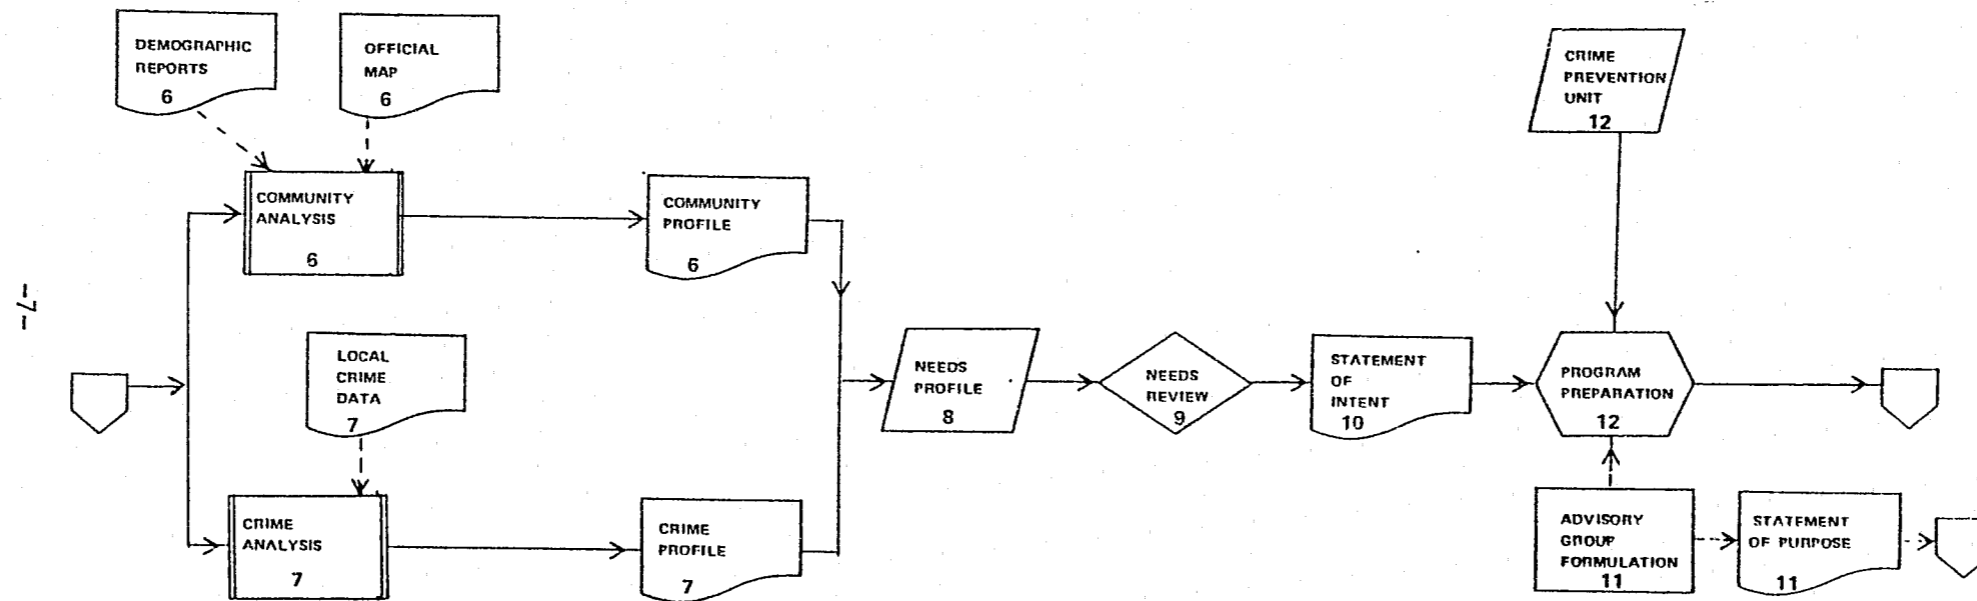 DEMOGRAPHIC
REPORTS
6
OFFICIAL
MAP
6
CRIME
PREVENTION
UNIT
12
COMMUNITY
ANALYSIS
6
COMMUNITY
PROFILE
6
-7-
LOCAL
CRIME
DATA
7
NEEDS
PROFILE
8
NEEDS
REVIEW
9
STATEMENT
OF
INTENT
10
PROGRAM
PREPARATION
12
CRIME
ANALYSIS
7
CRIME
PROFILE
7
ADVISORY
GROUP
FORMULATION
11
STATEMENT
OF PURPOSE
11